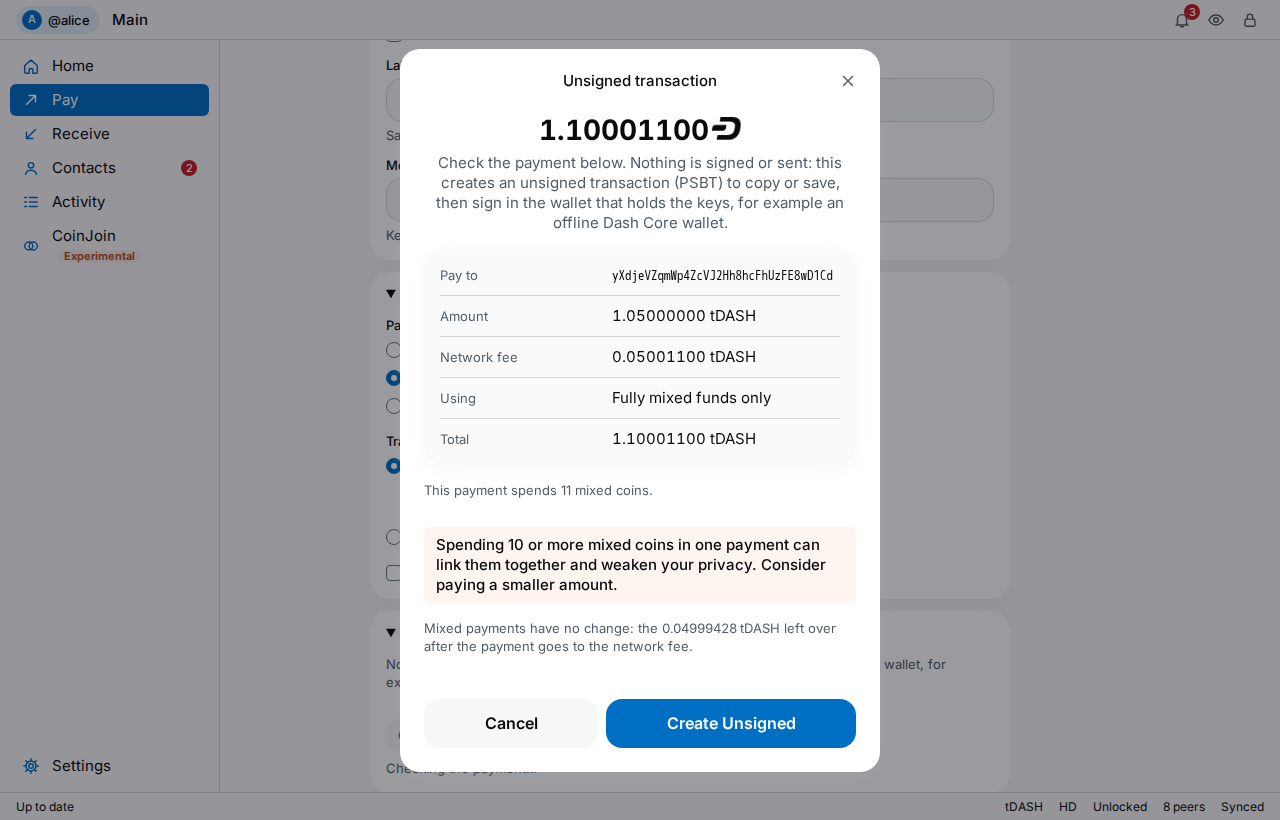 A @alice Main 3
Home
Pay
Receive
Contacts 2
Activity
CoinJoin
Experimental
Settings
Unsigned transaction
1.10001100
Check the payment below. Nothing is signed or sent: this
creates an unsigned transaction (PSBT) to copy or save,
then sign in the wallet that holds the keys, for example an
offline Dash Core wallet.
Pay to yXdjeVZqmWp4ZcVJ2Hh8hcFhUzFE8wD1Cd
Amount 1.05000000 tDASH
Network fee 0.05001100 tDASH
Using Fully mixed funds only
Total 1.10001100 tDASH
This payment spends 11 mixed coins.
Spending 10 or more mixed coins in one payment can
link them together and weaken your privacy. Consider
paying a smaller amount.
Mixed payments have no change: the 0.04999428 tDASH left over
after the payment goes to the network fee.
Cancel Create Unsigned
wallet, for
Up to date tDASH HD Unlocked 8 peers Synced